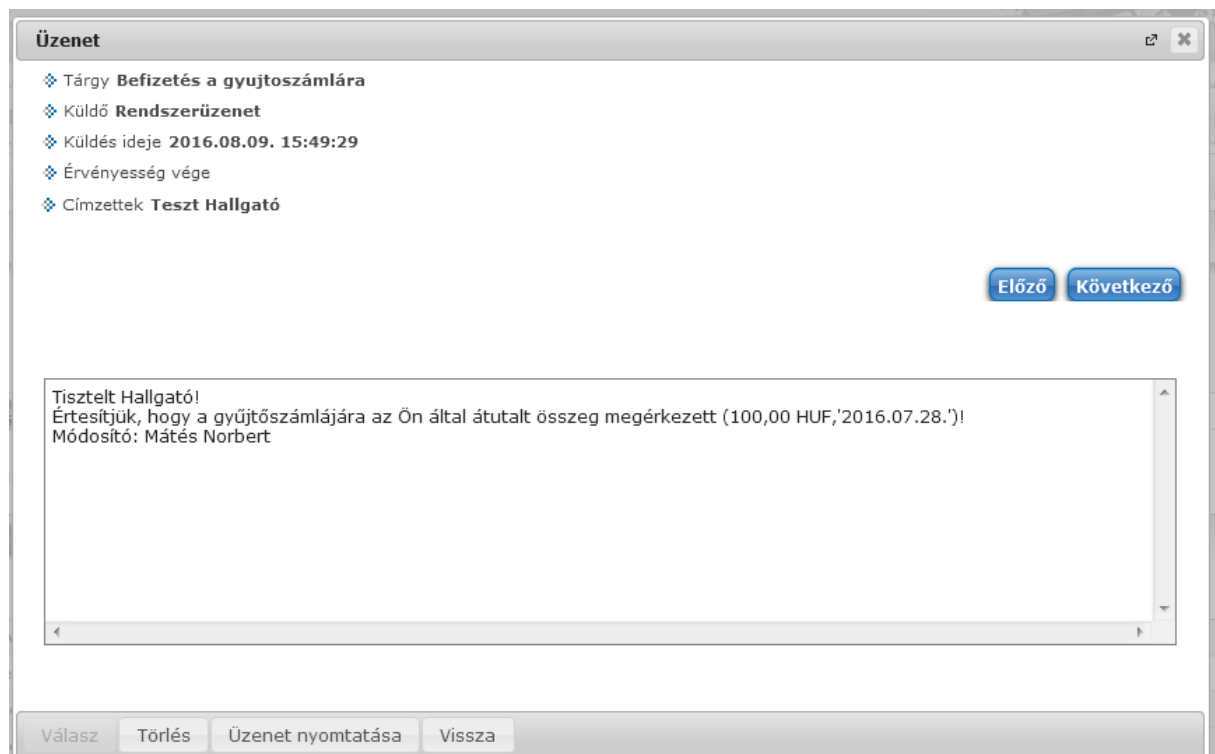 Üzenet
Tárgy Befizetés a gyujtoszámlára
Küldő Rendszerüzenet
Küldés ideje 2016.08.09. 15:49:29
Érvényesség vége
Címzettek Teszt Hallgató
Előző Következő
Tisztelt Hallgató!
Értesítjük, hogy a gyűjtőszámlájára az Ön által átutalt összeg megérkezett (100,00 HUF,'2016.07.28.')!
Módosító: Mátés Norbert
Válasz Törlés Üzenet nyomtatása Vissza